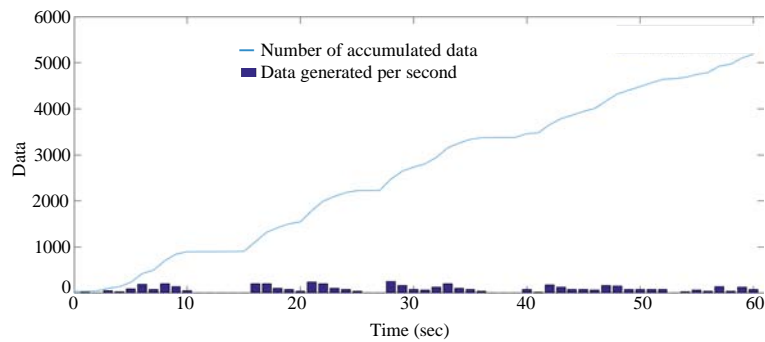 6000
5000
4000
3000
2000
1000
0
Data
Number of accumulated data
Data generated per second
0 10 20 30 40 50 60
Time (sec)